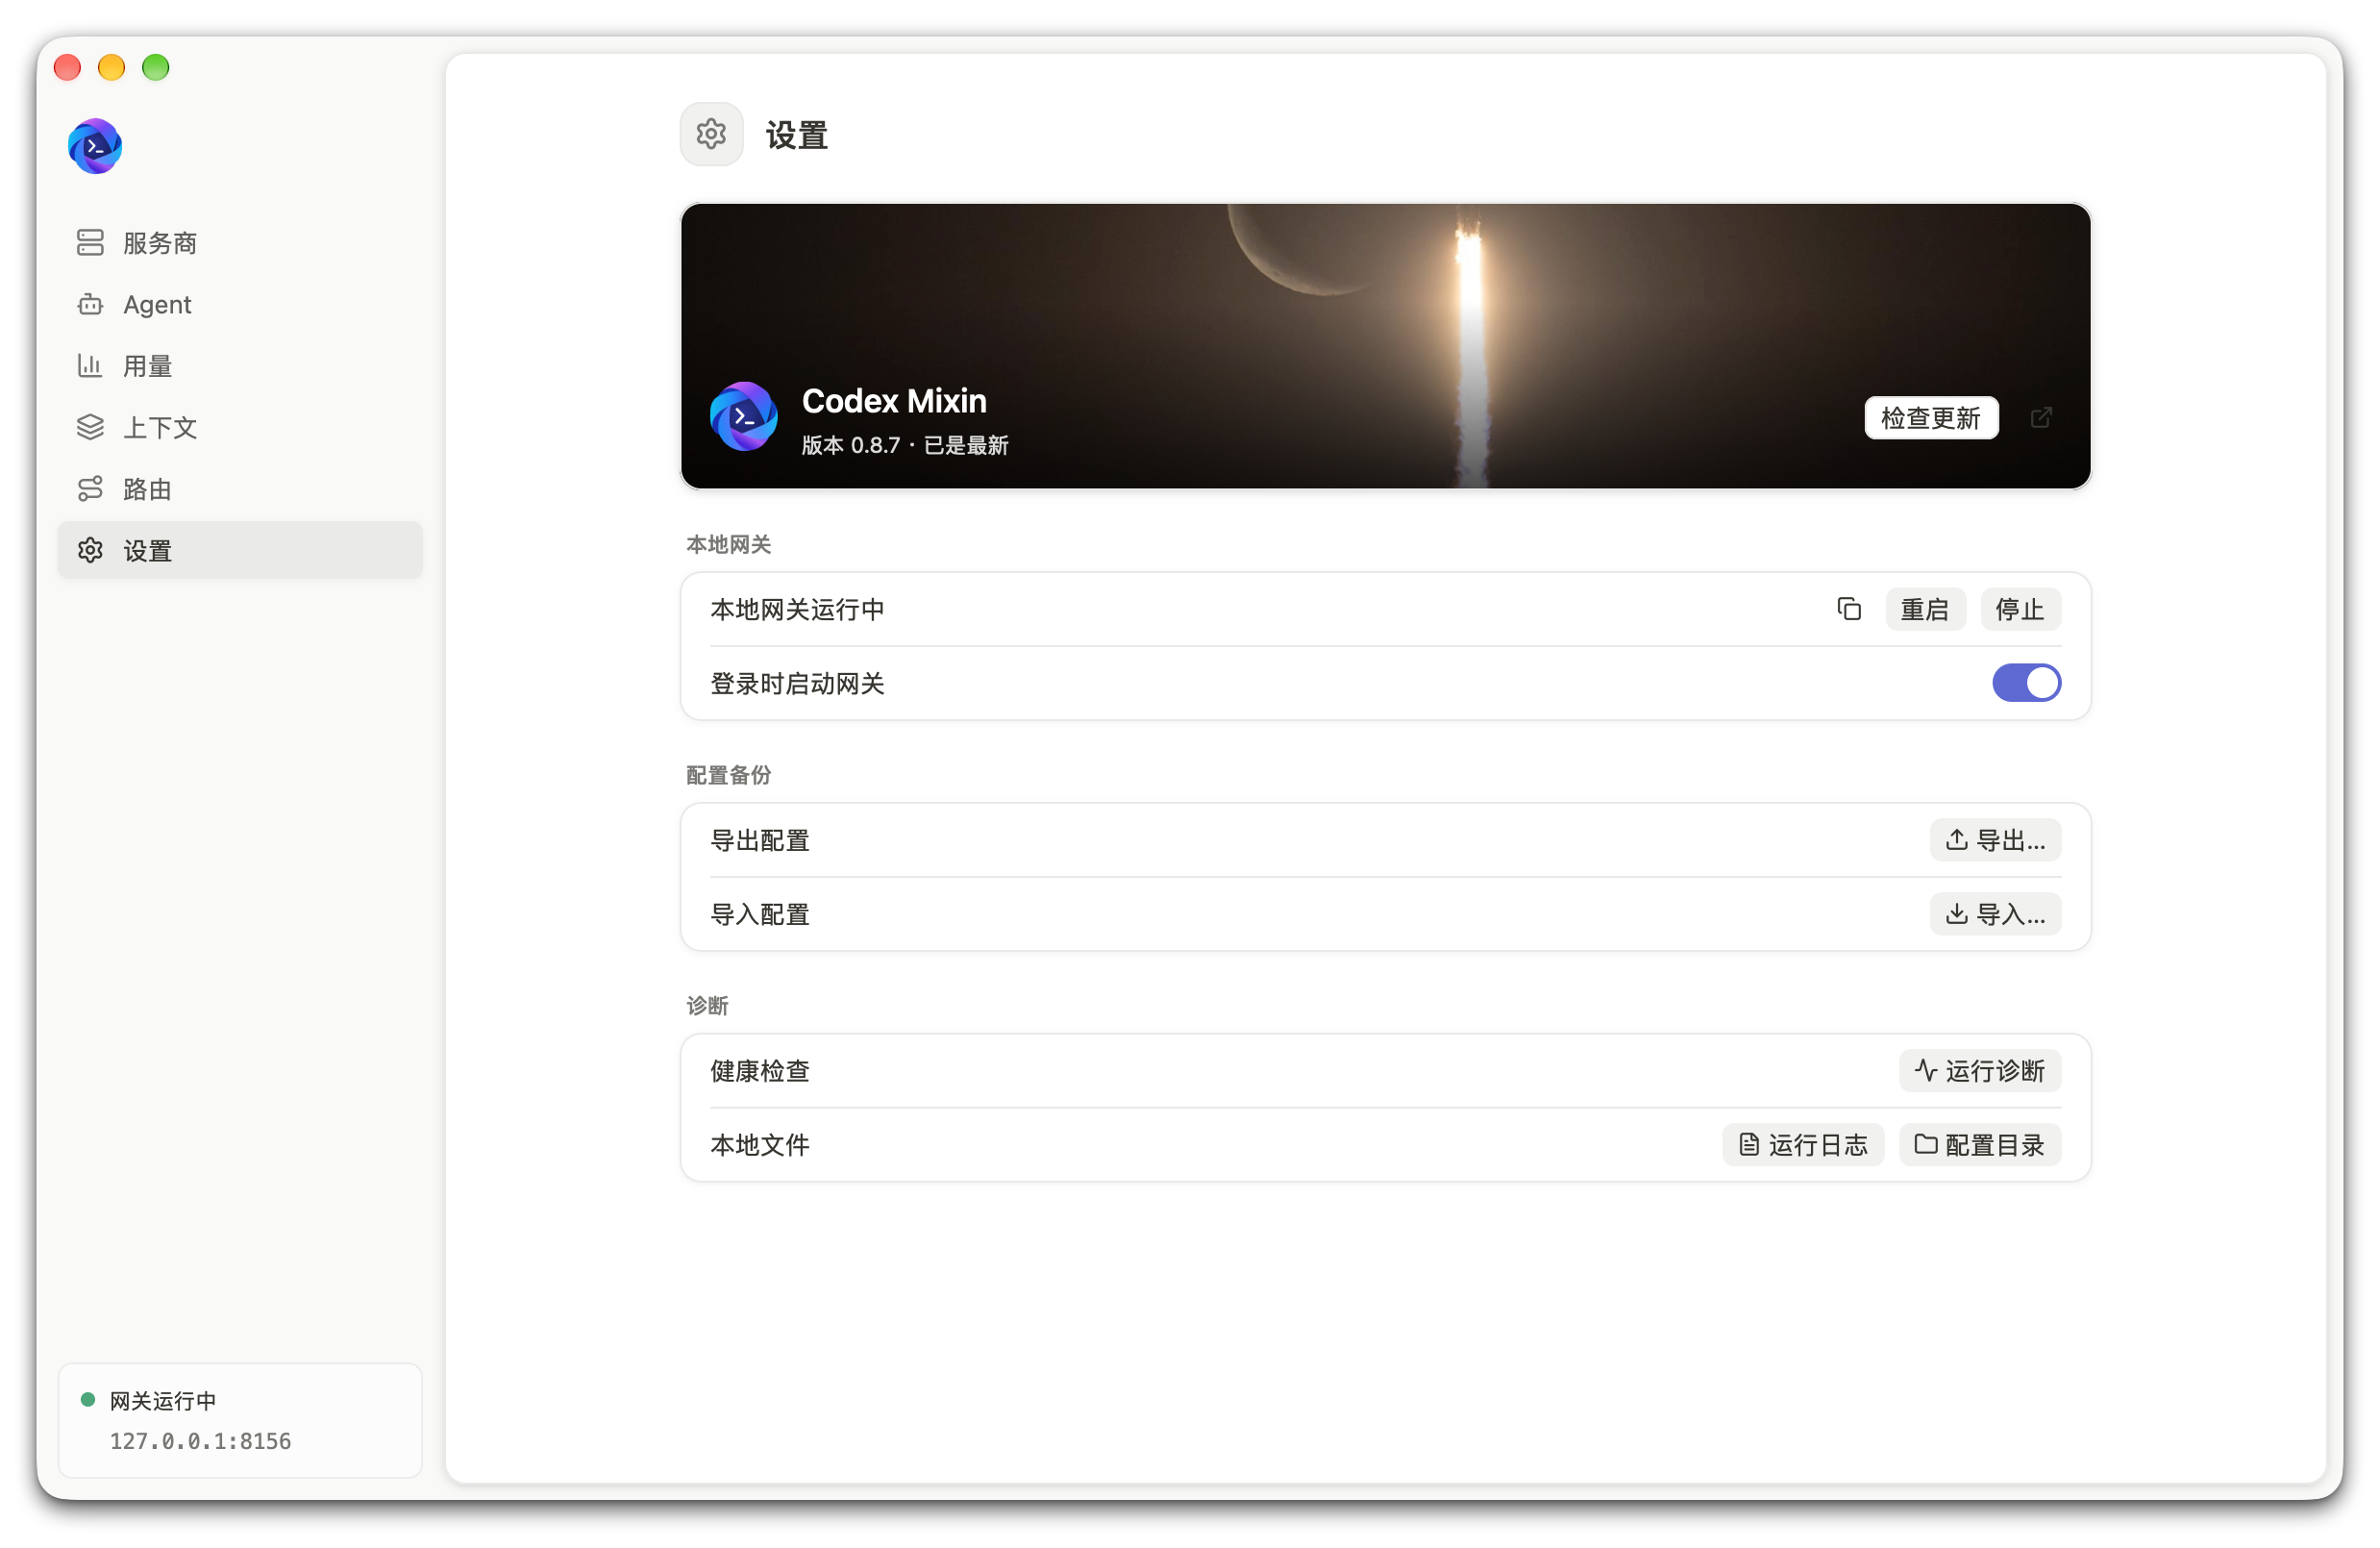 服务商
Agent
用量
上下文
路由
设置
网关运行中
127.0.0.1:8156
设置
Codex Mixin
版本 0.8.7 · 已是最新
检查更新
本地网关
本地网关运行中
重启
停止
登录时启动网关
配置备份
导出配置
导出...
导入配置
导入...
诊断
健康检查
运行诊断
本地文件
运行日志
配置目录